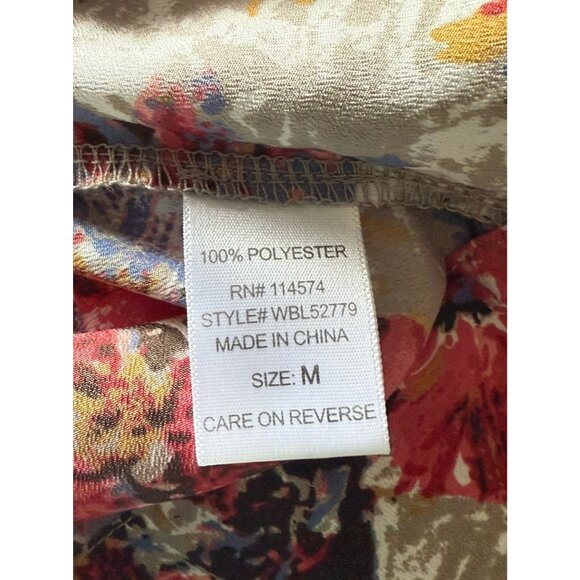 100% POLYESTER
RN# 114574
STYLE# WBL52779
MADE IN CHINA
SIZE: M
CARE ON REVERSE